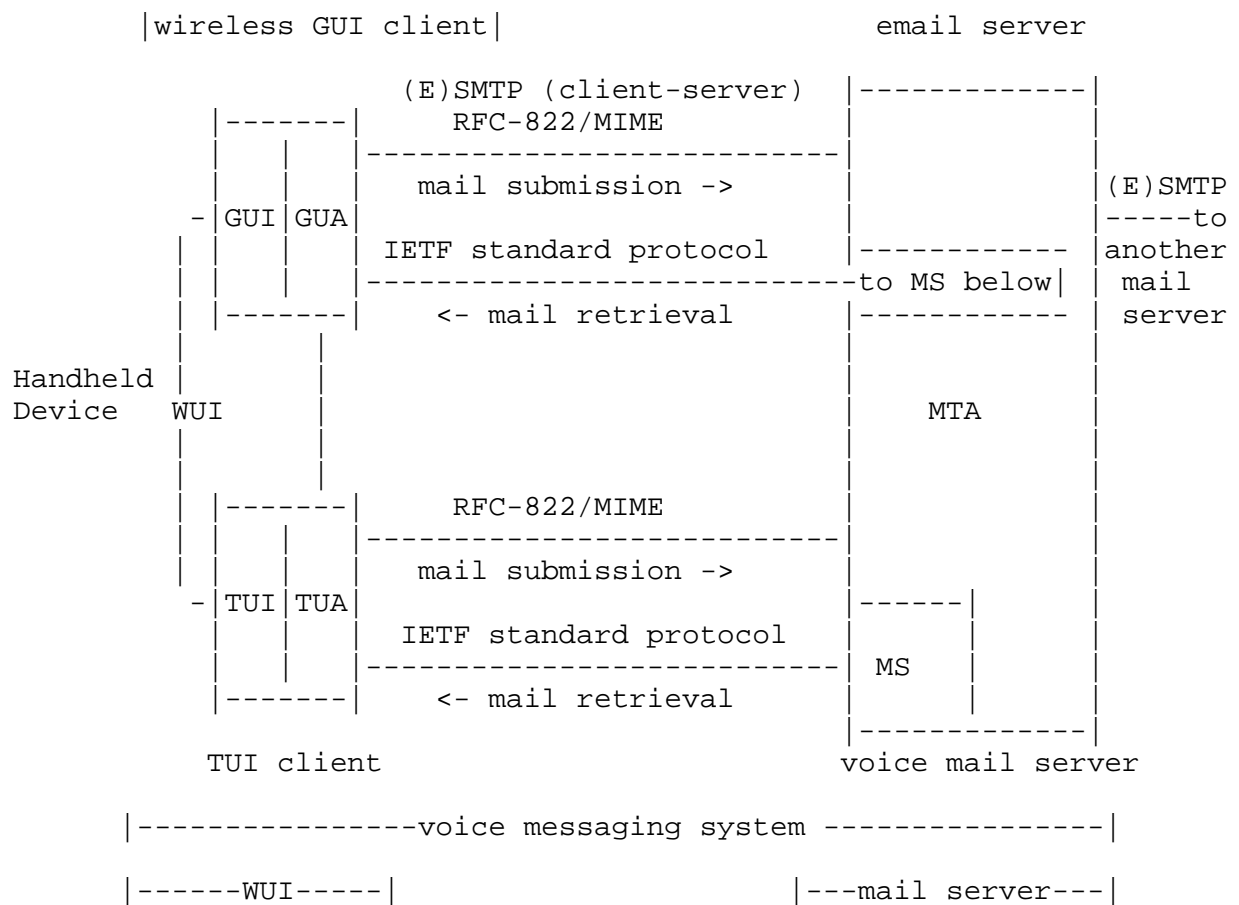 |wireless GUI client| email server
(E)SMTP (client-server) |-------------|
|-------| RFC-822/MIME | |
| | |---------------------------| |
| | | mail submission -> | |(E)SMTP
-|GUI|GUA| | |-----to
| | | | IETF standard protocol |------------ |another
| | | |----------------------------to MS below| | mail
| |-------| <- mail retrieval |------------ | server
| | | |
Handheld | | | |
Device WUI | | MTA |
| | | |
| | | |
| |-------| RFC-822/MIME | |
| | | |---------------------------| |
| | | | mail submission -> | |
-|TUI|TUA| |------| |
| | | IETF standard protocol | | |
| | |---------------------------| MS | |
|-------| <- mail retrieval | | |
|-------------|
TUI client voice mail server
|----------------voice messaging system ----------------|
|------WUI-----| |---mail server---|